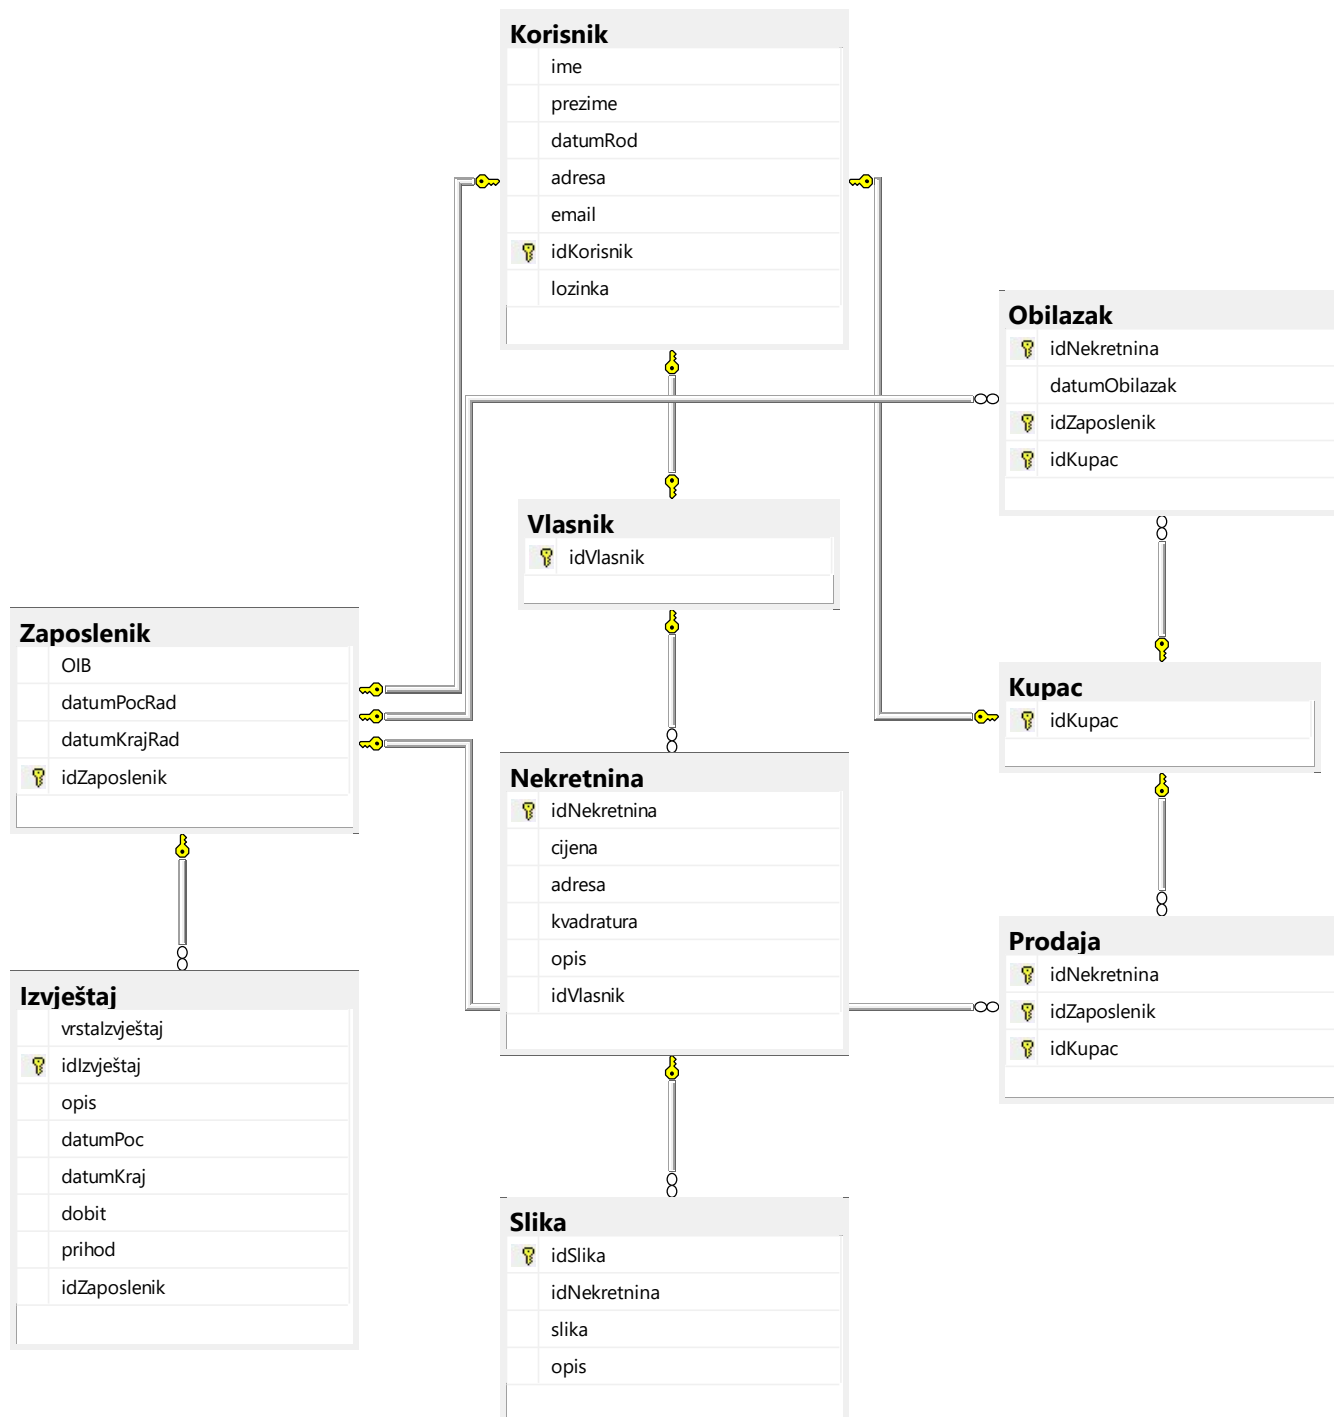 Korisnik
ime
prezime
datumRod
adresa
email
idKorisnik
lozinka
Obilazak
idNekretnina
datumObilazak
idZaposlenik
idKupac
Vlasnik
idVlasnik
Zaposlenik
OIB
datumPocRad
datumKrajRad
idZaposlenik
Kupac
idKupac
Nekretnina
idNekretnina
cijena
adresa
kvadratura
opis
idVlasnik
Prodaja
idNekretnina
idZaposlenik
idKupac
Izvještaj
vrstaIzvještaj
idIzvještaj
opis
datumPoc
datumKraj
dobit
prihod
idZaposlenik
Slika
idSlika
idNekretnina
slika
opis